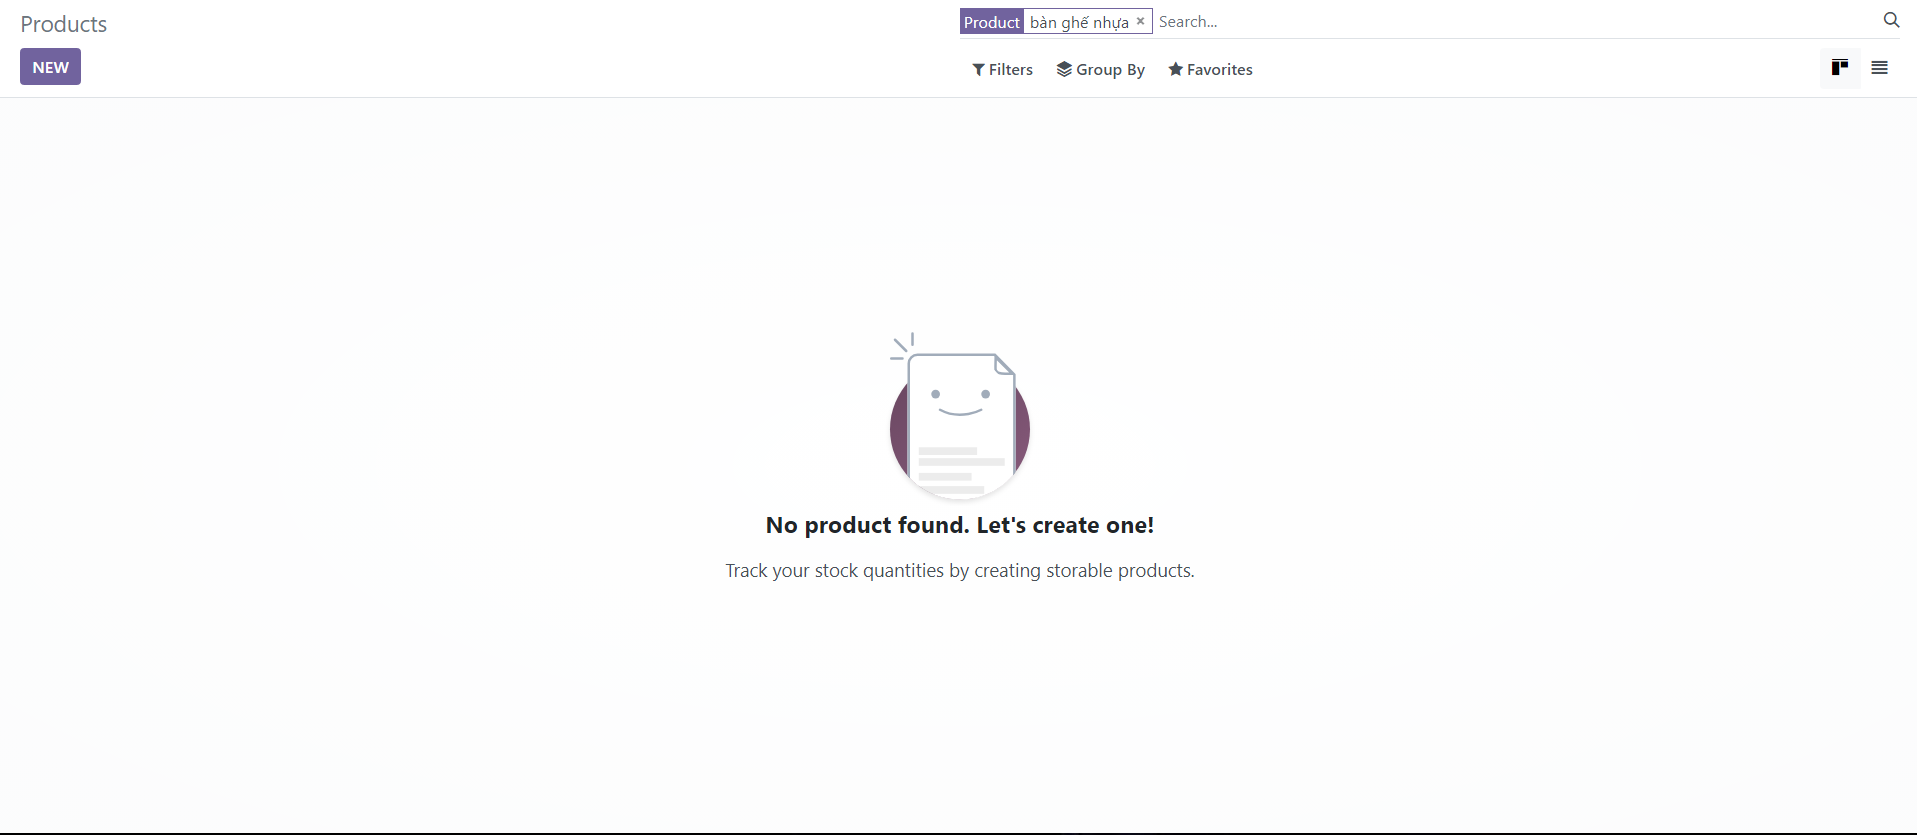 Products
Product bàn ghế nhựa × Search...
NEW
Filters Group By Favorites
No product found. Let's create one!
Track your stock quantities by creating storable products.